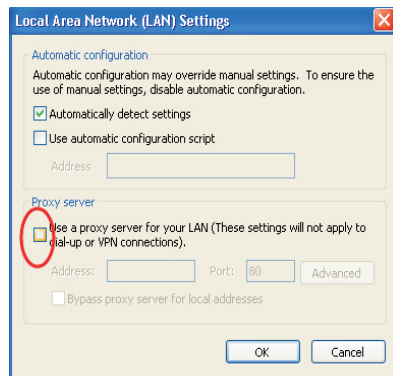 Local Area Network (LAN) Settings
Automatic configuration
Automatic configuration may override manual settings. To ensure the
use of manual settings, disable automatic configuration.
Automatically detect settings
Use automatic configuration script
Address
Proxy server
Use a proxy server for your LAN (These settings will not apply to
dial-up or VPN connections).
Address: Port: 80 Advanced
Bypass proxy server for local addresses
OK Cancel